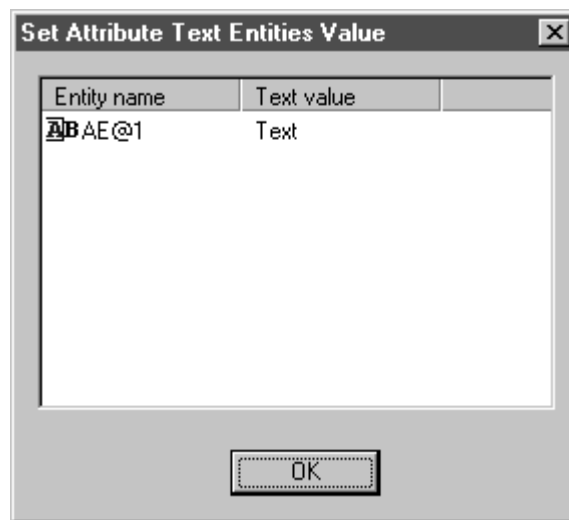 Set Attribute Text Entities Value
Entity name Text value
AB AE@1 Text
OK